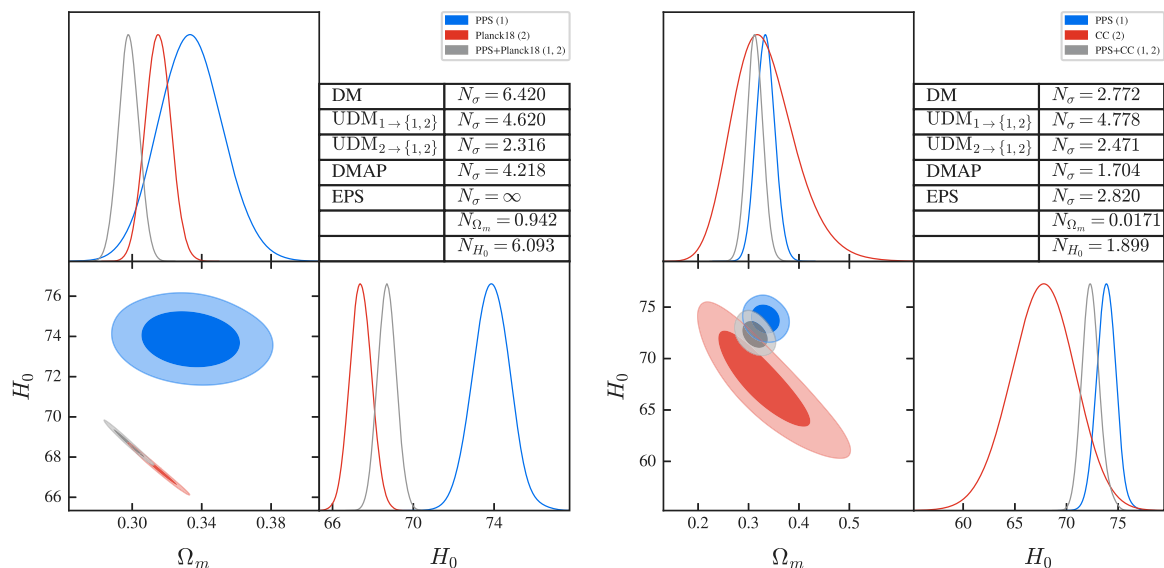 PPS (1)
Planck18 (2)
PPS+Planck18 (1, 2)
DM N_σ = 6.420
UDM_{1→{1,2}} N_σ = 4.620
UDM_{2→{1,2}} N_σ = 2.316
DMAP N_σ = 4.218
EPS N_σ = ∞
N_{Ω_m} = 0.942
N_{H_0} = 6.093
76
74
72
70
68
66
H_0
0.30 0.34 0.38
Ω_m
66 70 74
H_0
PPS (1)
CC (2)
PPS+CC (1, 2)
DM N_σ = 2.772
UDM_{1→{1,2}} N_σ = 4.778
UDM_{2→{1,2}} N_σ = 2.471
DMAP N_σ = 1.704
EPS N_σ = 2.820
N_{Ω_m} = 0.0171
N_{H_0} = 1.899
75
70
65
60
H_0
0.2 0.3 0.4 0.5
Ω_m
60 65 70 75
H_0